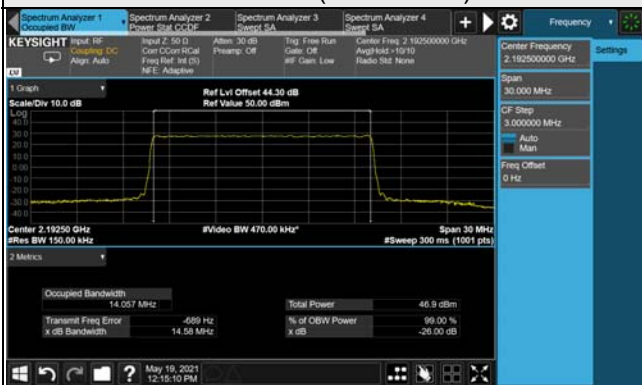 Spectrum Analyzer 1
Occupied BW
Spectrum Analyzer 2
Power Stat CCDF
Spectrum Analyzer 3
Swept SA
Spectrum Analyzer 4
Swept SA
Frequency
KEYSIGHT
Input: RF
Coupling: DC
Align: Auto
Input Z: 50 Ω
Corr CCorr RCal
Freq Ref: Int (S)
NFE: Adaptive
Atten: 30 dB
Preamp: Off
Trig: Free Run
Gate: Off
#IF Gain: Low
Center Freq: 2.192500000 GHz
Avg|Hold:>10/10
Radio Std: None
Center Frequency
2.192500000 GHz
Settings
Span
30.000 MHz
CF Step
3.000000 MHz
Auto
Man
Freq Offset
0 Hz
1 Graph
Scale/Div 10.0 dB
Ref Lvl Offset 44.30 dB
Ref Value 50.00 dBm
Log
40.0
30.0
20.0
10.0
0.00
-10.0
-20.0
-30.0
-40.0
Center 2.19250 GHz
#Res BW 150.00 kHz
#Video BW 470.00 kHz*
Span 30 MHz
#Sweep 300 ms (1001 pts)
2 Metrics
Occupied Bandwidth
14.057 MHz
Total Power 46.9 dBm
Transmit Freq Error -689 Hz
% of OBW Power 99.00 %
x dB Bandwidth 14.58 MHz
x dB -26.00 dB
May 19, 2021
12:15:10 PM